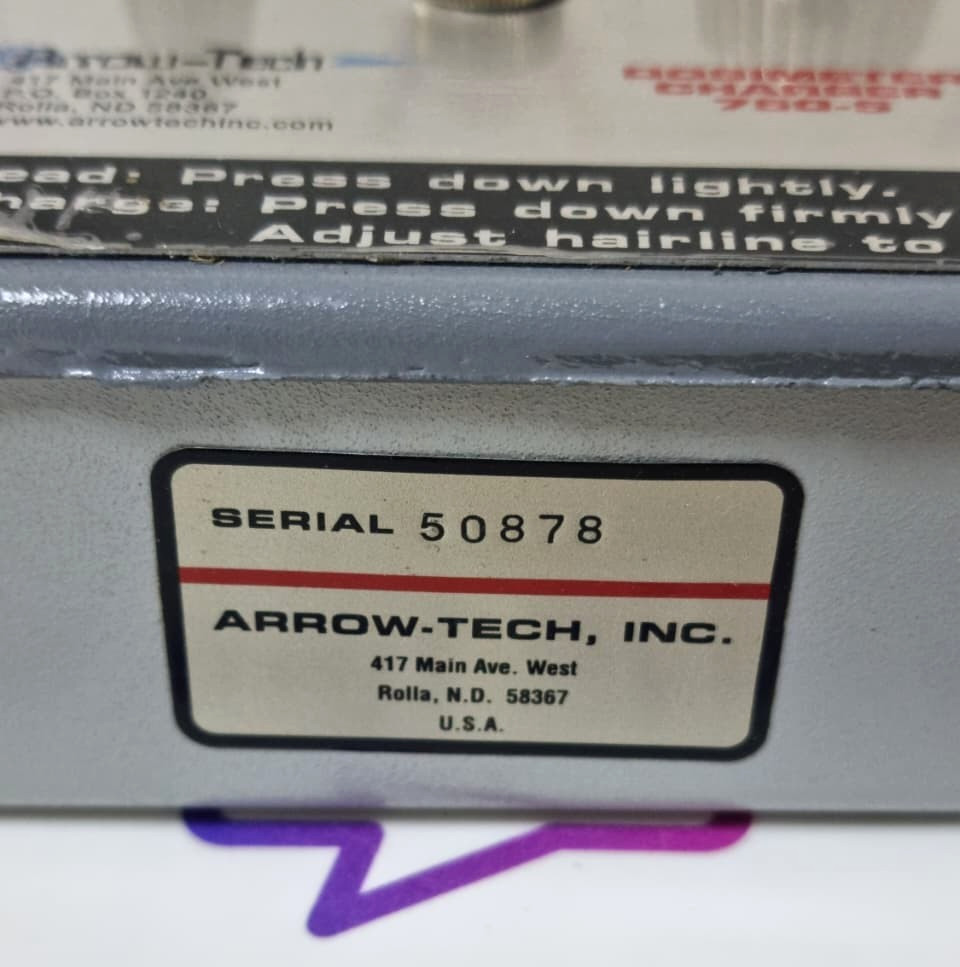 Arrow-Tech
417 Main Ave West
P.O. Box 1240
Rolla, ND 58367
www.arrowtechinc.com
DOSIMETER
CHARGER
750-5
ead: Press down lightly.
harge: Press down firmly
Adjust hairline to
SERIAL 50878
ARROW-TECH, INC.
417 Main Ave. West
Rolla, N.D. 58367
U.S.A.